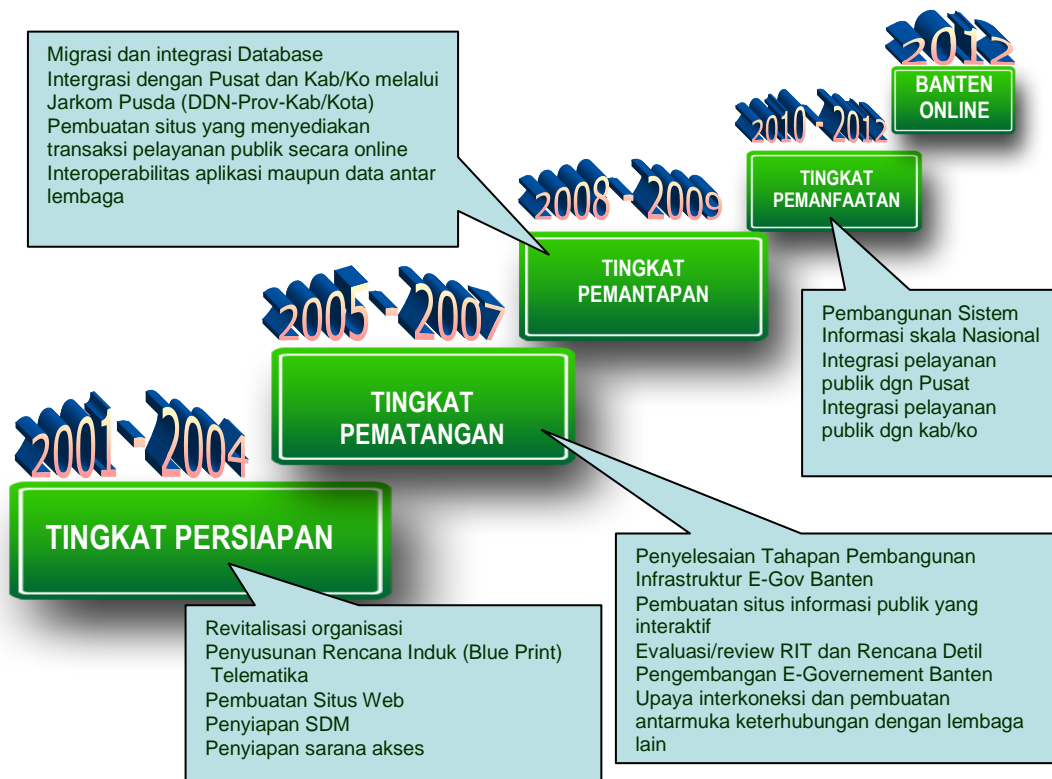 2012
BANTEN
ONLINE
2010 - 2012
TINGKAT
PEMANFAATAN
Pembangunan Sistem
Informasi skala Nasional
Integrasi pelayanan
publik dgn Pusat
Integrasi pelayanan
publik dgn kab/ko
2008 - 2009
TINGKAT
PEMANTAPAN
Migrasi dan integrasi Database
Intergrasi dengan Pusat dan Kab/Ko melalui
Jarkom Pusda (DDN-Prov-Kab/Kota)
Pembuatan situs yang menyediakan
transaksi pelayanan publik secara online
Interoperabilitas aplikasi maupun data antar
lembaga
2005 - 2007
TINGKAT
PEMATANGAN
Penyelesaian Tahapan Pembangunan
Infrastruktur E-Gov Banten
Pembuatan situs informasi publik yang
interaktif
Evaluasi/review RIT dan Rencana Detil
Pengembangan E-Governement Banten
Upaya interkoneksi dan pembuatan
antarmuka keterhubungan dengan lembaga
lain
2001 - 2004
TINGKAT PERSIAPAN
Revitalisasi organisasi
Penyusunan Rencana Induk (Blue Print)
Telematika
Pembuatan Situs Web
Penyiapan SDM
Penyiapan sarana akses